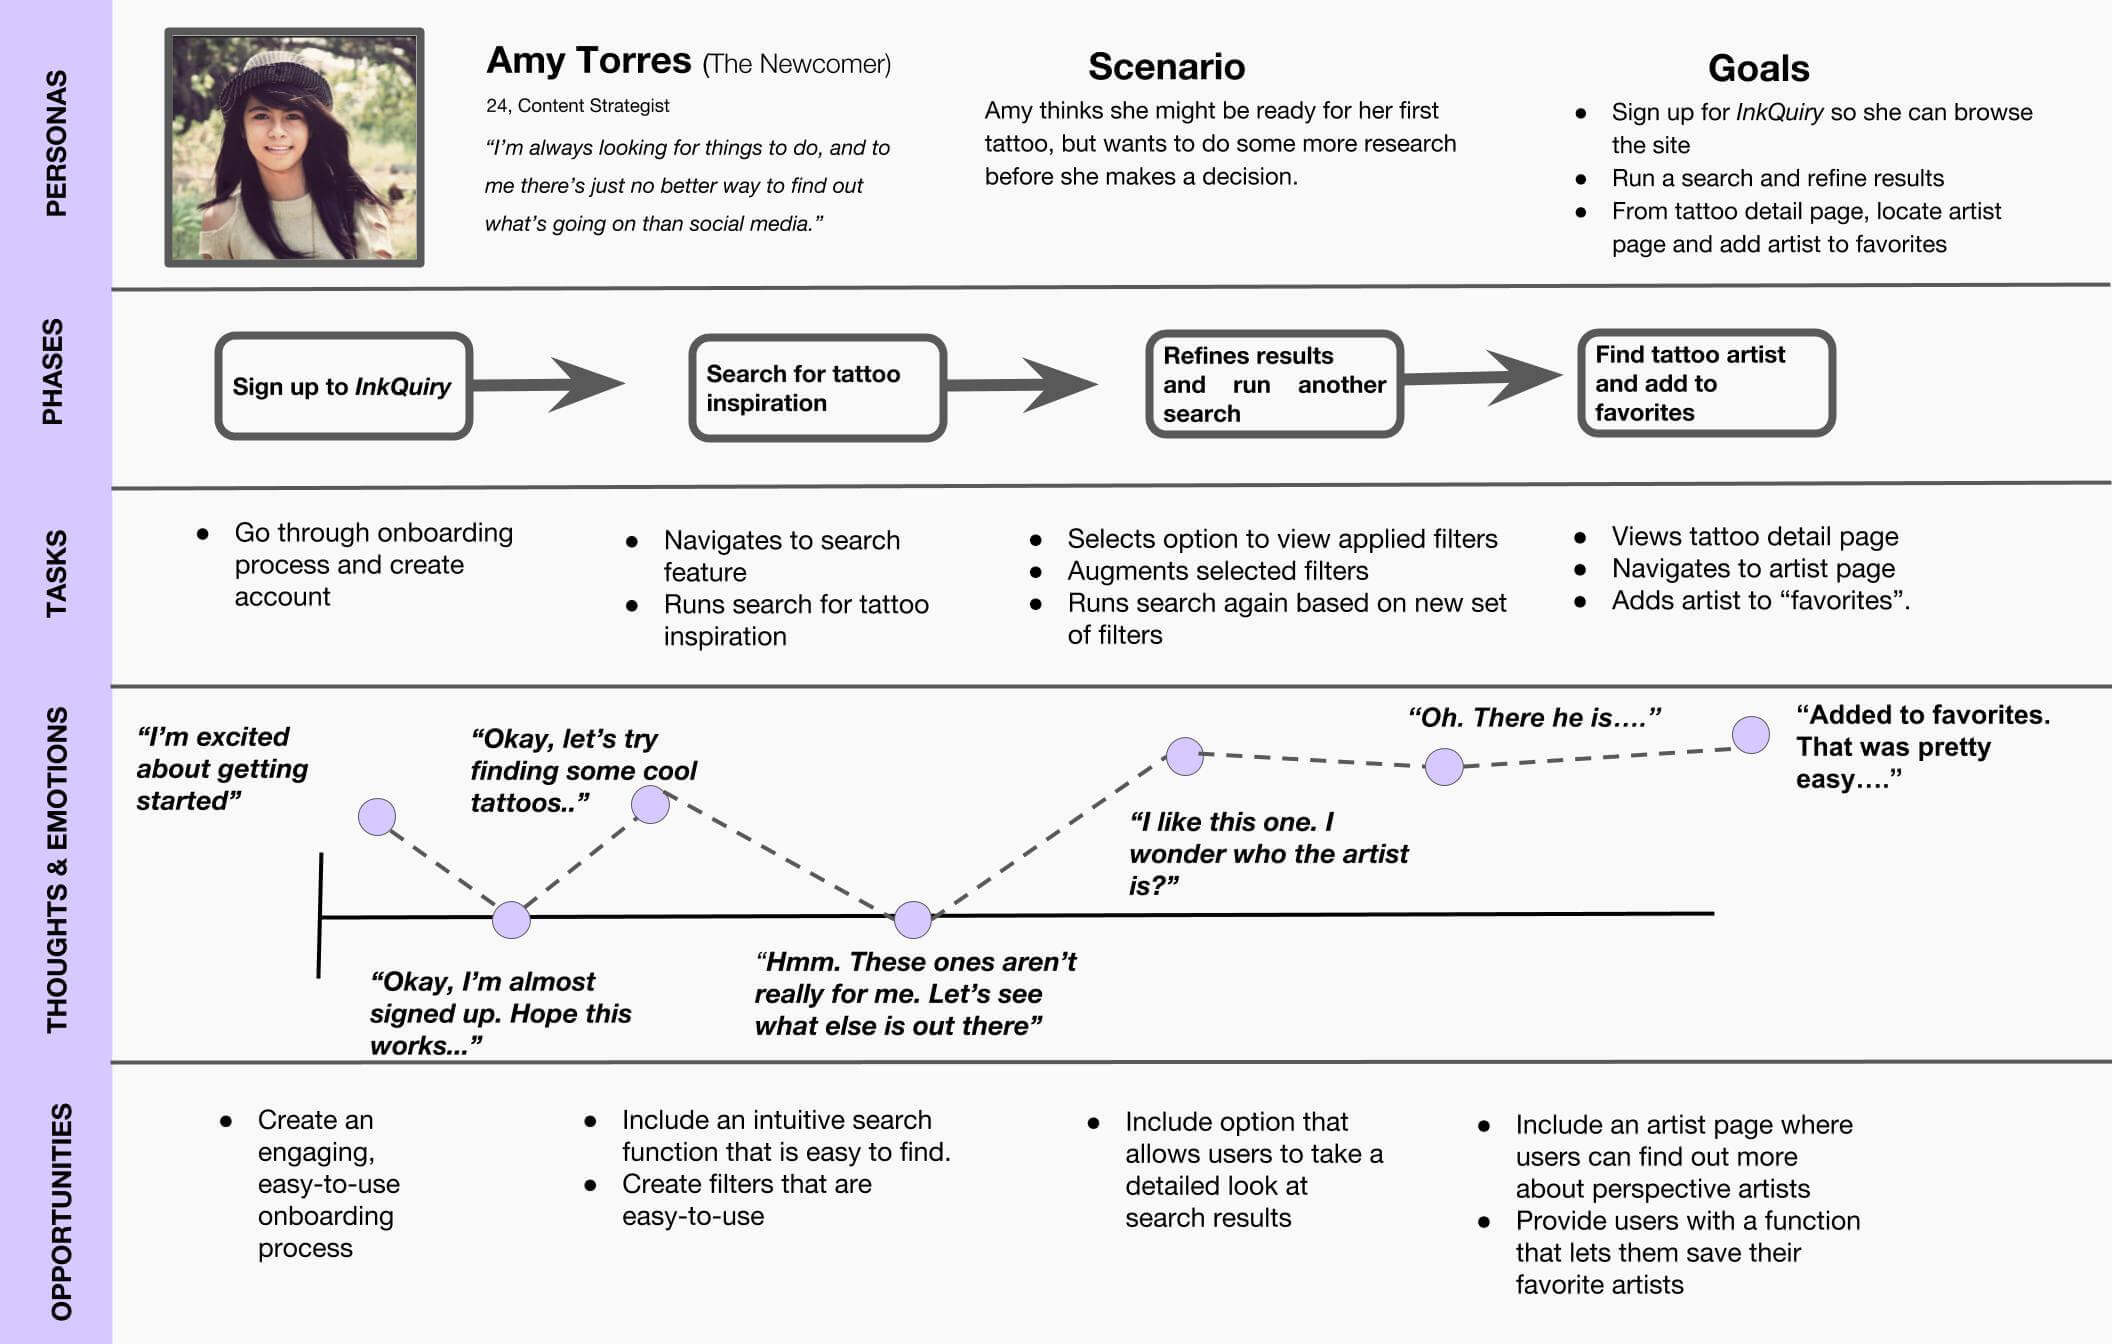 PERSONAS
Amy Torres (The Newcomer)
24, Content Strategist
“I’m always looking for things to do, and to
me there’s just no better way to find out
what’s going on than social media.”
Scenario
Amy thinks she might be ready for her first
tattoo, but wants to do some more research
before she makes a decision.
Goals
● Sign up for InkQuiry so she can browse
the site
● Run a search and refine results
● From tattoo detail page, locate artist
page and add artist to favorites
PHASES
Sign up to InkQuiry
Search for tattoo
inspiration
Refines results
and run another
search
Find tattoo artist
and add to
favorites
TASKS
● Go through onboarding
process and create
account
● Navigates to search
feature
● Runs search for tattoo
inspiration
● Selects option to view applied filters
● Augments selected filters
● Runs search again based on new set
of filters
● Views tattoo detail page
● Navigates to artist page
● Adds artist to “favorites”.
THOUGHTS & EMOTIONS
“I’m excited
about getting
started”
“Okay, I’m almost
signed up. Hope this
works...”
“Okay, let’s try
finding some cool
tattoos..”
“Hmm. These ones aren’t
really for me. Let’s see
what else is out there”
“I like this one. I
wonder who the artist
is?”
“Oh. There he is....”
“Added to favorites.
That was pretty
easy....”
OPPORTUNITIES
● Create an
engaging,
easy-to-use
onboarding
process
● Include an intuitive search
function that is easy to find.
● Create filters that are
easy-to-use
● Include option that
allows users to take a
detailed look at
search results
● Include an artist page where
users can find out more
about perspective artists
● Provide users with a function
that lets them save their
favorite artists